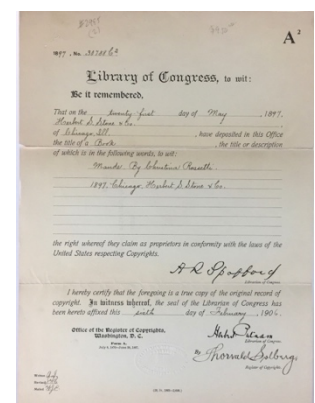 A²
1897, No. 30728 C2
Library of Congress, to wit:
Be it remembered,
That on the twenty-first day of May, 1897,
Herbert S. Stone & Co.
of Chicago, Ill., have deposited in this Office
the title of a Book, the title or description
of which is in the following words, to wit:
Maude. By Christina Rossetti.
1897. Chicago. Herbert S. Stone & Co.
the right whereof they claim as proprietors in conformity with the laws of the
United States respecting Copyrights.
A R Spofford
Librarian of Congress.
I hereby certify that the foregoing is a true copy of the original record of
copyright. In witness whereof, the seal of the Librarian of Congress has
been hereto affixed this sixth day of February, 1906.
Office of the Register of Copyrights,
Washington, D. C.
Herbert Putnam
Librarian of Congress.
By Thorvald Solberg
Register of Copyrights.